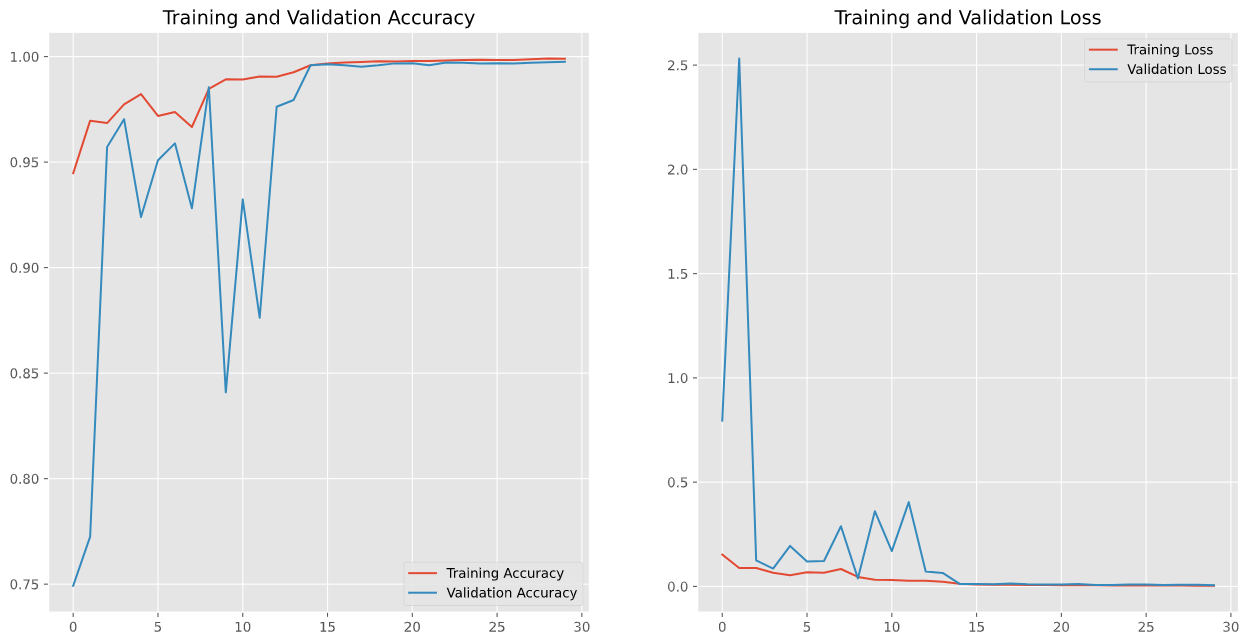 Training and Validation Accuracy
1.00
0.95
0.90
0.85
0.80
0.75
0 5 10 15 20 25 30
Training Accuracy
Validation Accuracy
Training and Validation Loss
2.5
2.0
1.5
1.0
0.5
0.0
0 5 10 15 20 25 30
Training Loss
Validation Loss